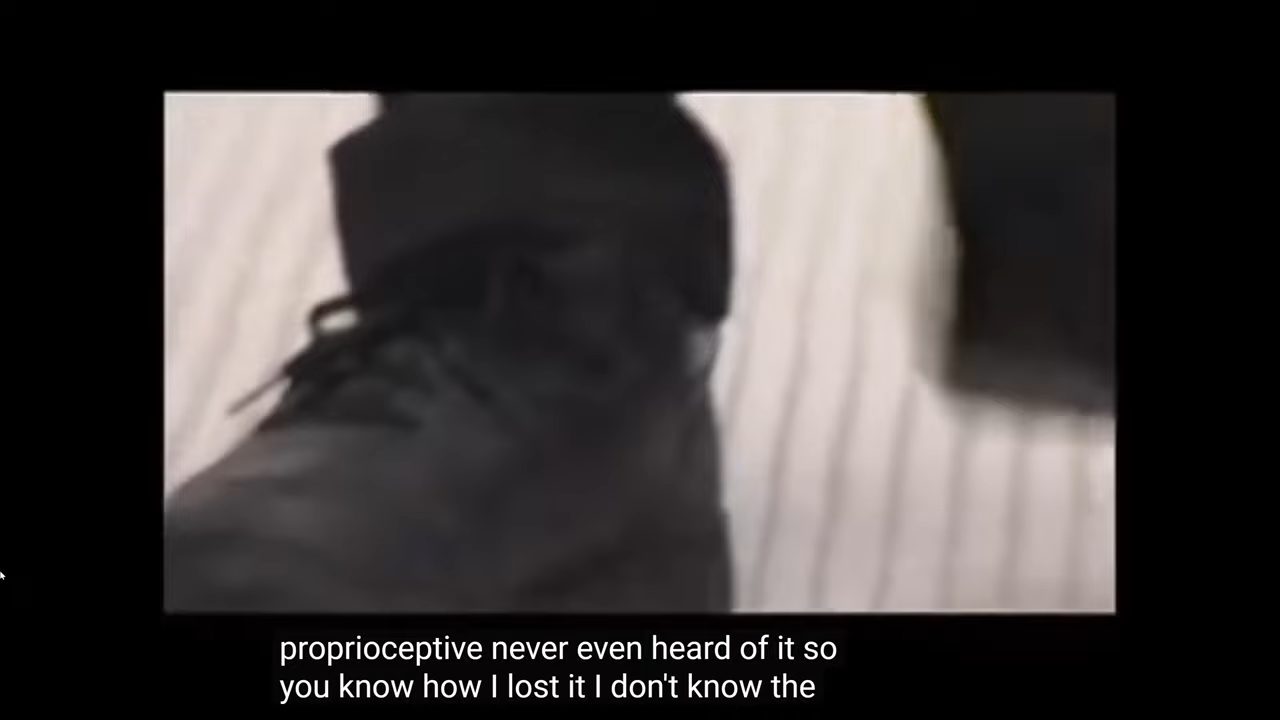 proprioceptive never even heard of it so
you know how I lost it I don't know the